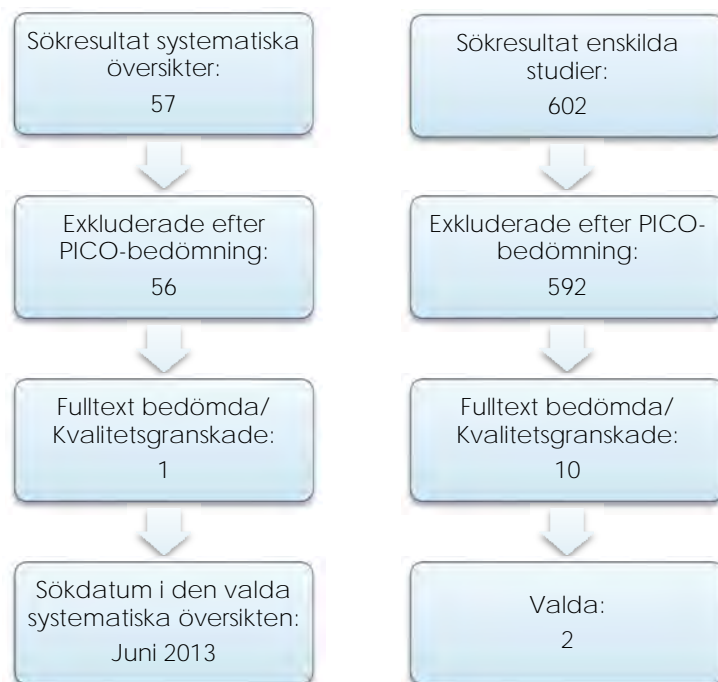 Sökresultat systematiska
översikter:
57
Exkluderade efter
PICO-bedömning:
56
Fulltext bedömda/
Kvalitetsgranskade:
1
Sökdatum i den valda
systematiska översikten:
Juni 2013
Sökresultat enskilda
studier:
602
Exkluderade efter PICO-
bedömning:
592
Fulltext bedömda/
Kvalitetsgranskade:
10
Valda:
2